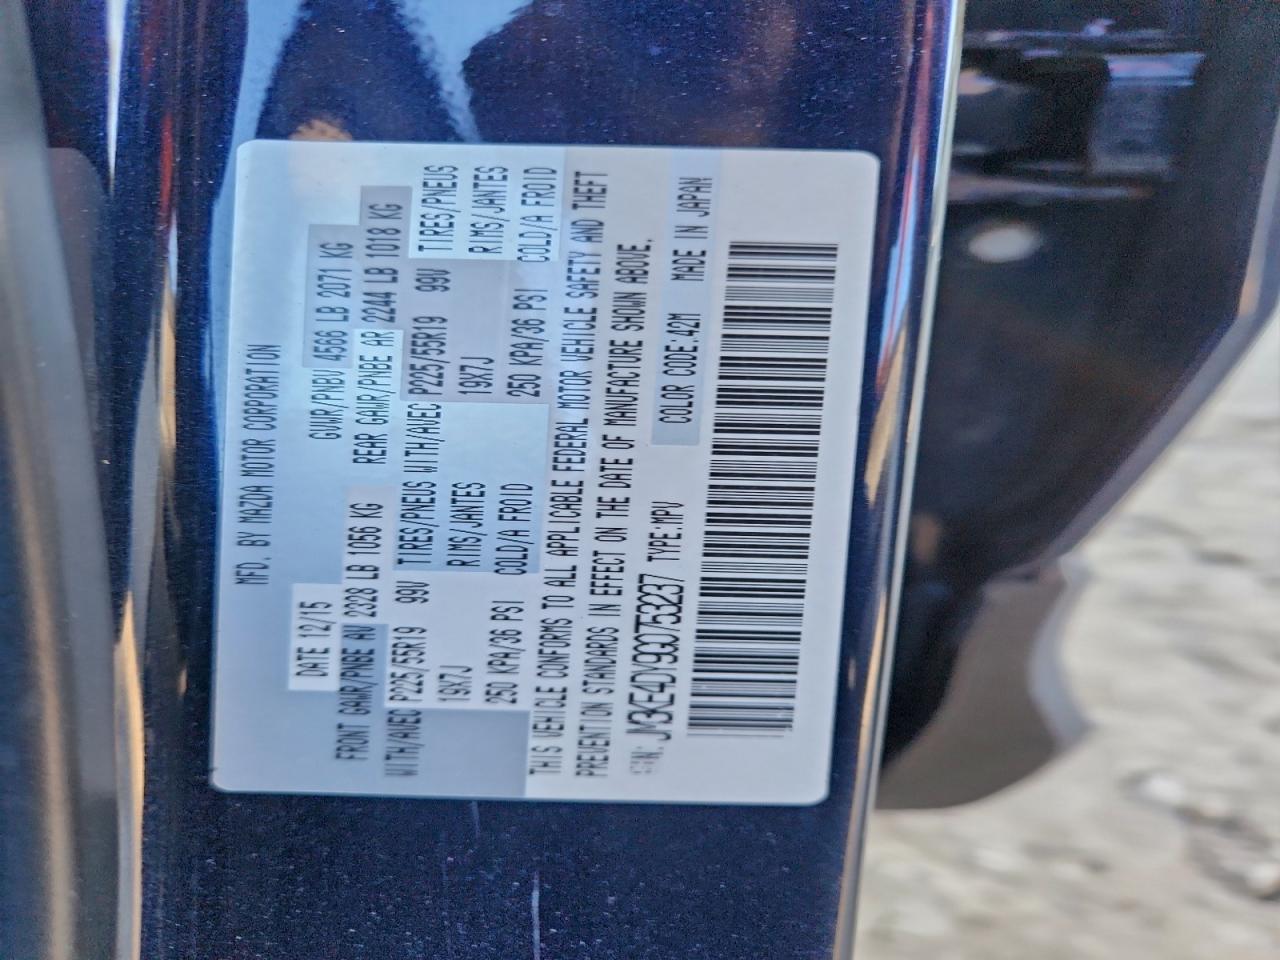 MFD. BY MAZDA MOTOR CORPORATION
DATE 12/15 GVWR/PNBV 4566 LB 2071 KG
FRONT GAWR/PNBE AV 2328 LB 1056 KG REAR GAWR/PNBE AR 2244 LB 1018 KG
WITH/AVEC P225/55R19 99V TIRES/PNEUS WITH/AVEC P225/55R19 99V TIRES/PNEUS
19X7J RIMS/JANTES 19X7J RIMS/JANTES
250 KPA/36 PSI COLD/A FROID 250 KPA/36 PSI COLD/A FROID
THIS VEHICLE CONFORMS TO ALL APPLICABLE FEDERAL MOTOR VEHICLE SAFETY AND THEFT
PREVENTION STANDARDS IN EFFECT ON THE DATE OF MANUFACTURE SHOWN ABOVE.
JM3KE4DY9G0753237 TYPE:MPV COLOR CODE:42M MADE IN JAPAN